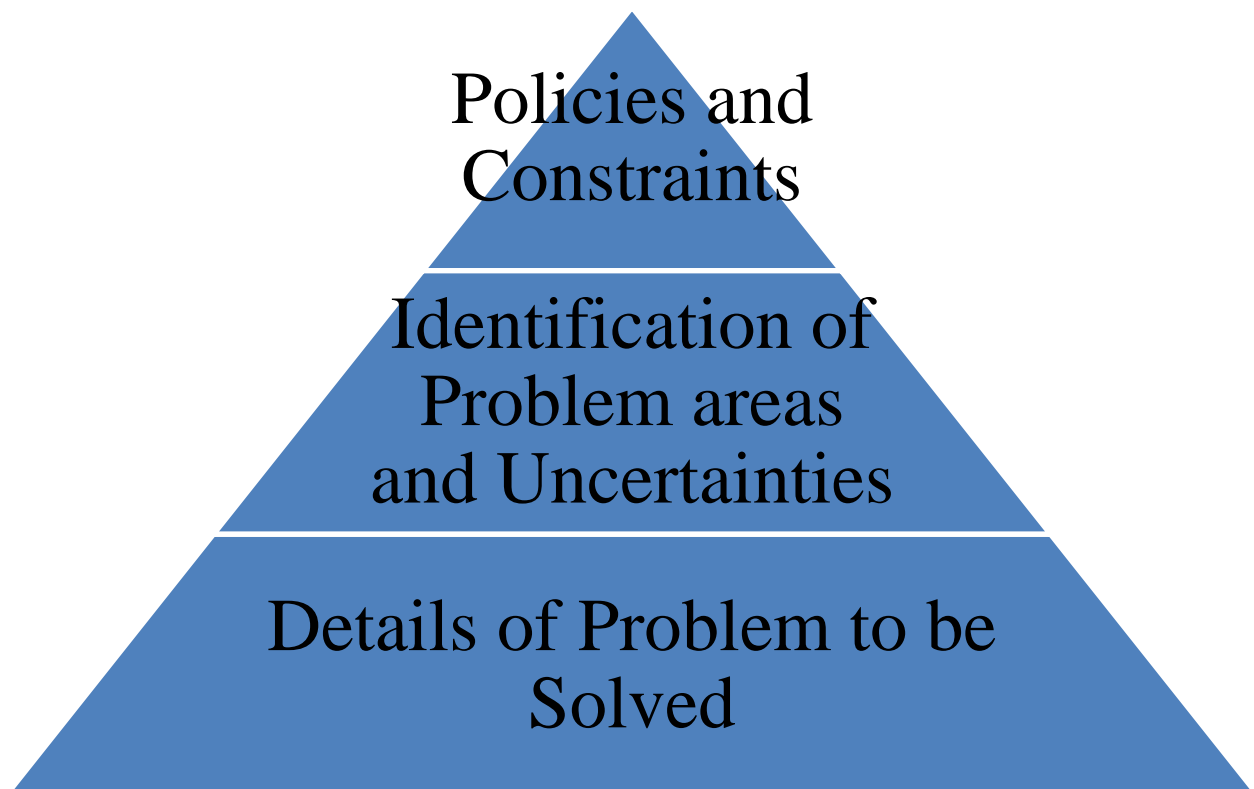 Policies and
Constraints
Identification of
Problem areas
and Uncertainties
Details of Problem to be
Solved